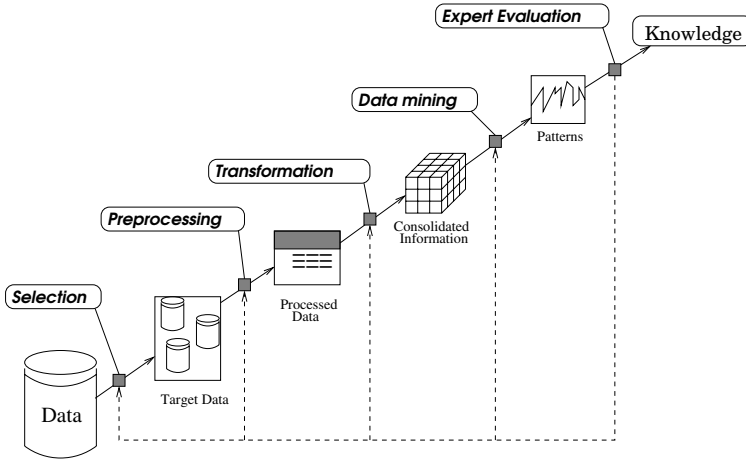 Expert Evaluation
Knowledge
Data mining
Patterns
Transformation
Consolidated
Information
Preprocessing
Processed
Data
Selection
Target Data
Data